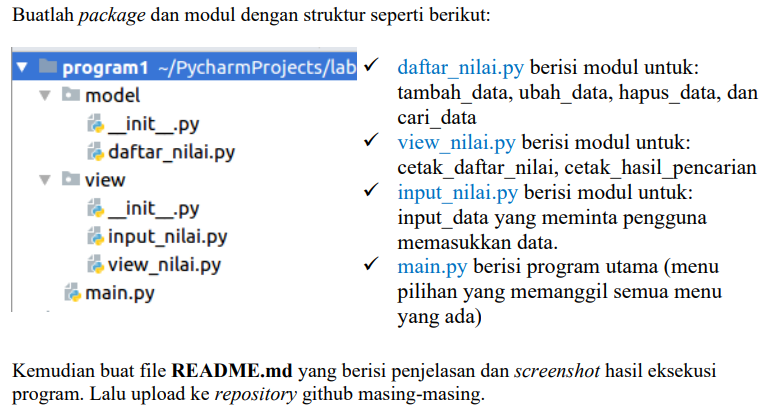 Buatlah package dan modul dengan struktur seperti berikut:
program1 ~/PycharmProjects/lab
model
__init__.py
daftar_nilai.py
view
__init__.py
input_nilai.py
view_nilai.py
main.py
✓ daftar_nilai.py berisi modul untuk:
tambah_data, ubah_data, hapus_data, dan
cari_data
✓ view_nilai.py berisi modul untuk:
cetak_daftar_nilai, cetak_hasil_pencarian
✓ input_nilai.py berisi modul untuk:
input_data yang meminta pengguna
memasukkan data.
✓ main.py berisi program utama (menu
pilihan yang memanggil semua menu
yang ada)
Kemudian buat file README.md yang berisi penjelasan dan screenshot hasil eksekusi
program. Lalu upload ke repository github masing-masing.